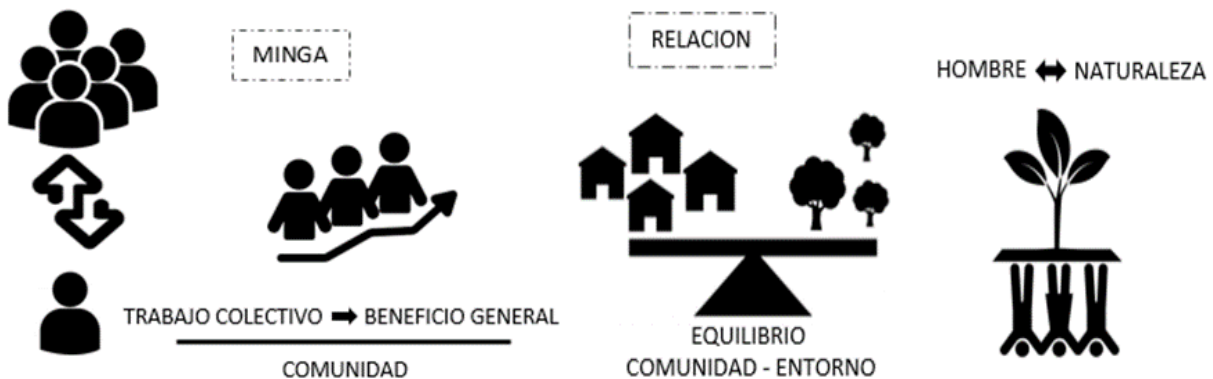 MINGA
TRABAJO COLECTIVO ➡ BENEFICIO GENERAL
COMUNIDAD
RELACION
EQUILIBRIO
COMUNIDAD - ENTORNO
HOMBRE ⬌ NATURALEZA